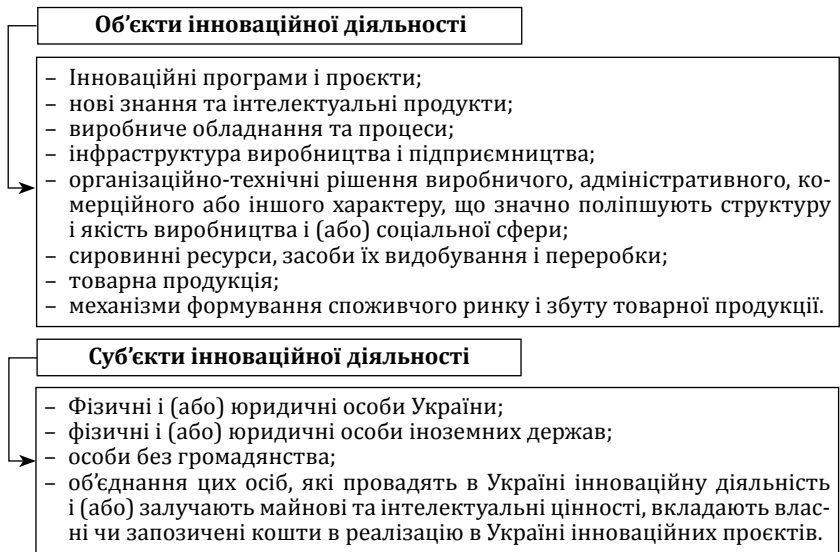 Об’єкти інноваційної діяльності
– Інноваційні програми і проєкти;
– нові знання та інтелектуальні продукти;
– виробниче обладнання та процеси;
– інфраструктура виробництва і підприємництва;
– організаційно-технічні рішення виробничого, адміністративного, ко-
мерційного або іншого характеру, що значно поліпшують структуру
і якість виробництва і (або) соціальної сфери;
– сировинні ресурси, засоби їх видобування і переробки;
– товарна продукція;
– механізми формування споживчого ринку і збуту товарної продукції.
Суб’єкти інноваційної діяльності
– Фізичні і (або) юридичні особи України;
– фізичні і (або) юридичні особи іноземних держав;
– особи без громадянства;
– об’єднання цих осіб, які провадять в Україні інноваційну діяльність
і (або) залучають майнові та інтелектуальні цінності, вкладають влас-
ні чи запозичені кошти в реалізацію в Україні інноваційних проєктів.